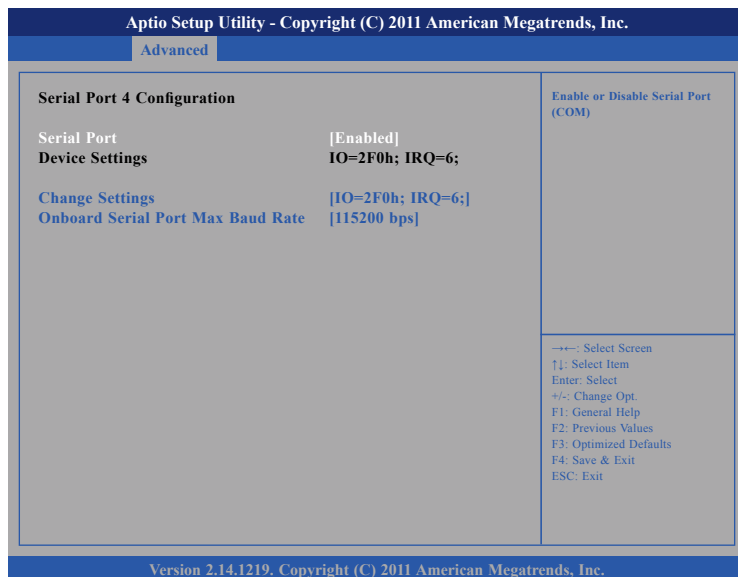 Aptio Setup Utility - Copyright (C) 2011 American Megatrends, Inc.
Advanced
Serial Port 4 Configuration
Serial Port [Enabled]
Device Settings IO=2F0h; IRQ=6;
Change Settings [IO=2F0h; IRQ=6;]
Onboard Serial Port Max Baud Rate [115200 bps]
Enable or Disable Serial Port
(COM)
→←: Select Screen
↑↓: Select Item
Enter: Select
+/-: Change Opt.
F1: General Help
F2: Previous Values
F3: Optimized Defaults
F4: Save & Exit
ESC: Exit
Version 2.14.1219. Copyright (C) 2011 American Megatrends, Inc.